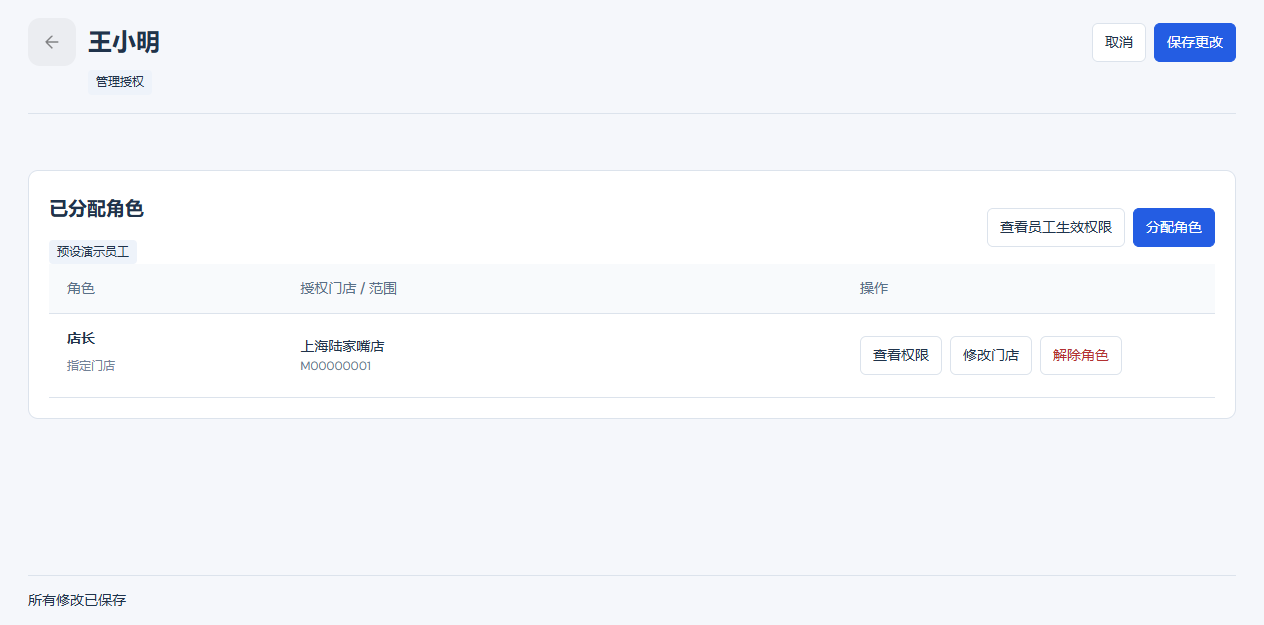 王小明
取消
保存更改
管理授权
已分配角色
查看员工生效权限
分配角色
预设演示员工
角色
授权门店 / 范围
操作
店长
指定门店
上海陆家嘴店
M00000001
查看权限
修改门店
解除角色
所有修改已保存